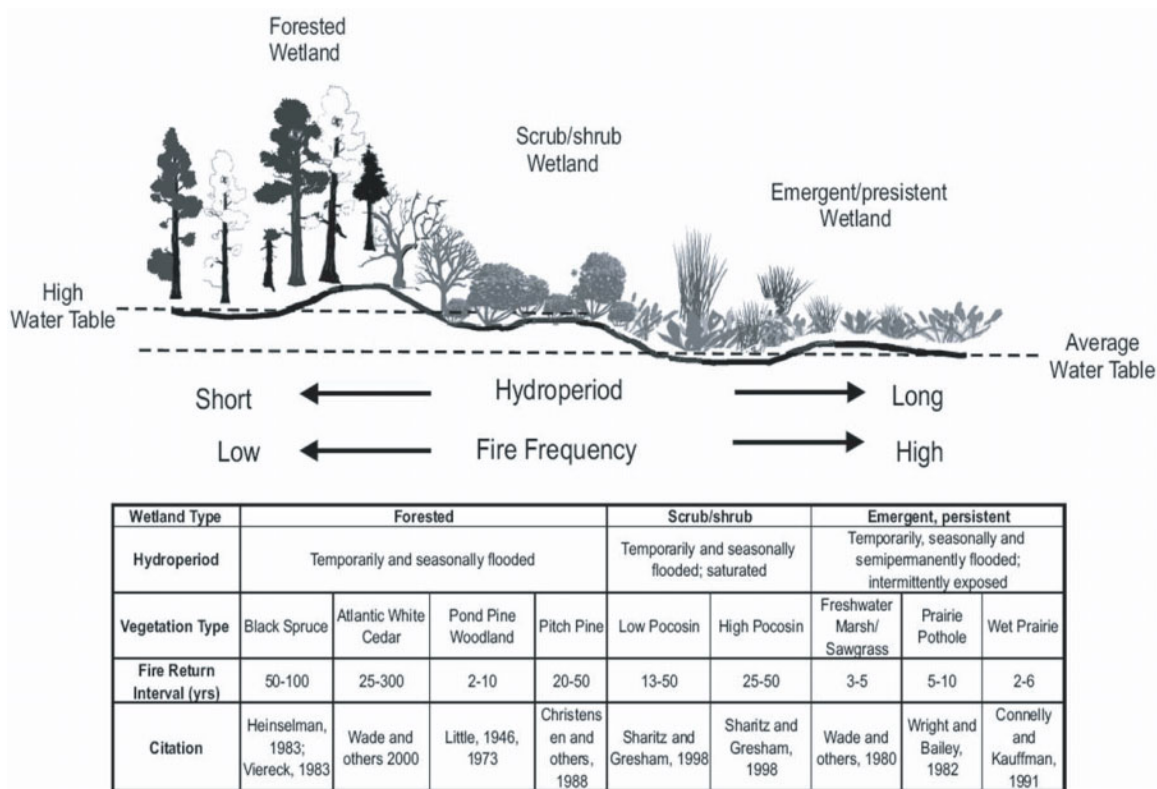 Forested
Wetland
Scrub/shrub
Wetland
Emergent/presistent
Wetland
High
Water Table
Average
Water Table
Short
Hydroperiod
Long
Low
Fire Frequency
High
Wetland Type
Forested
Scrub/shrub
Emergent, persistent
Hydroperiod
Temporarily and seasonally flooded
Temporarily and seasonally
flooded; saturated
Temporarily, seasonally and
semipermanently flooded;
intermittently exposed
Vegetation Type
Black Spruce
Atlantic White
Cedar
Pond Pine
Woodland
Pitch Pine
Low Pocosin
High Pocosin
Freshwater
Marsh/
Sawgrass
Prairie
Pothole
Wet Prairie
Fire Return
Interval (yrs)
50-100
25-300
2-10
20-50
13-50
25-50
3-5
5-10
2-6
Citation
Heinselman,
1983;
Viereck, 1983
Wade and
others 2000
Little, 1946,
1973
Christens
en and
others,
1988
Sharitz and
Gresham, 1998
Sharitz and
Gresham,
1998
Wade and
others, 1980
Wright and
Bailey,
1982
Connelly
and
Kauffman,
1991